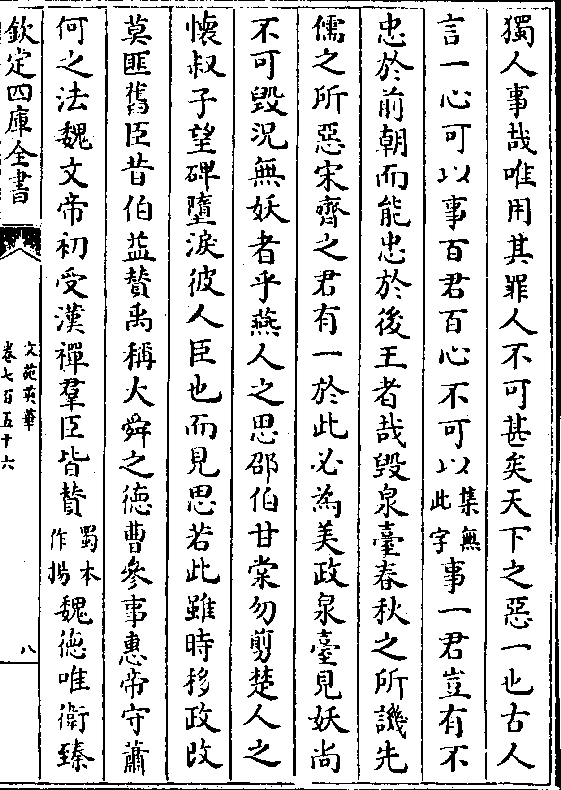 獨人事哉唯用其罪人不可甚矣天下之惡一也古人
言一心可以事百君百心不可以集無此字事一君豈有不
忠於前朝而能忠於後王者哉毀泉臺春秋之所譏先
儒之所惡宋齊之君有一於此必為美政泉臺見妖尚
不可毀況無妖者乎燕人之思邵伯甘棠勿剪楚人之
懷叔子望碑墮淚彼人臣也而見思若此雖時移政改
莫匪舊臣昔伯益賛禹稱大舜之徳曹參事惠帝守蕭
何之法魏文帝初受漢禪羣臣皆賛蜀本作揚魏徳唯衛臻
欽定四庫全書
文苑英華
卷七百五十六
八